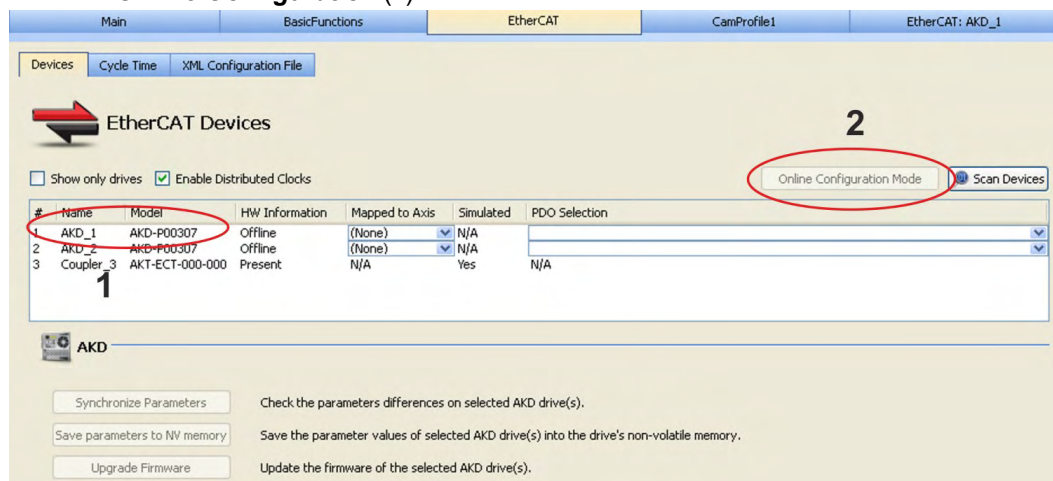 Main BasicFunctions EtherCAT CamProfile1 EtherCAT: AKD_1
Devices Cycle Time XML Configuration File
EtherCAT Devices
2
Show only drives Enable Distributed Clocks Online Configuration Mode Scan Devices
# Name Model HW Information Mapped to Axis Simulated PDO Selection
1 AKD_1 AKD-P00307 Offline (None) N/A
2 AKD_2 AKD-P00307 Offline (None) N/A
3 Coupler_3 AKT-ECT-000-000 Present N/A Yes N/A
1
AKD
Synchronize Parameters Check the parameters differences on selected AKD drive(s).
Save parameters to NV memory Save the parameter values of selected AKD drive(s) into the drive's non-volatile memory.
Upgrade Firmware Update the firmware of the selected AKD drive(s).